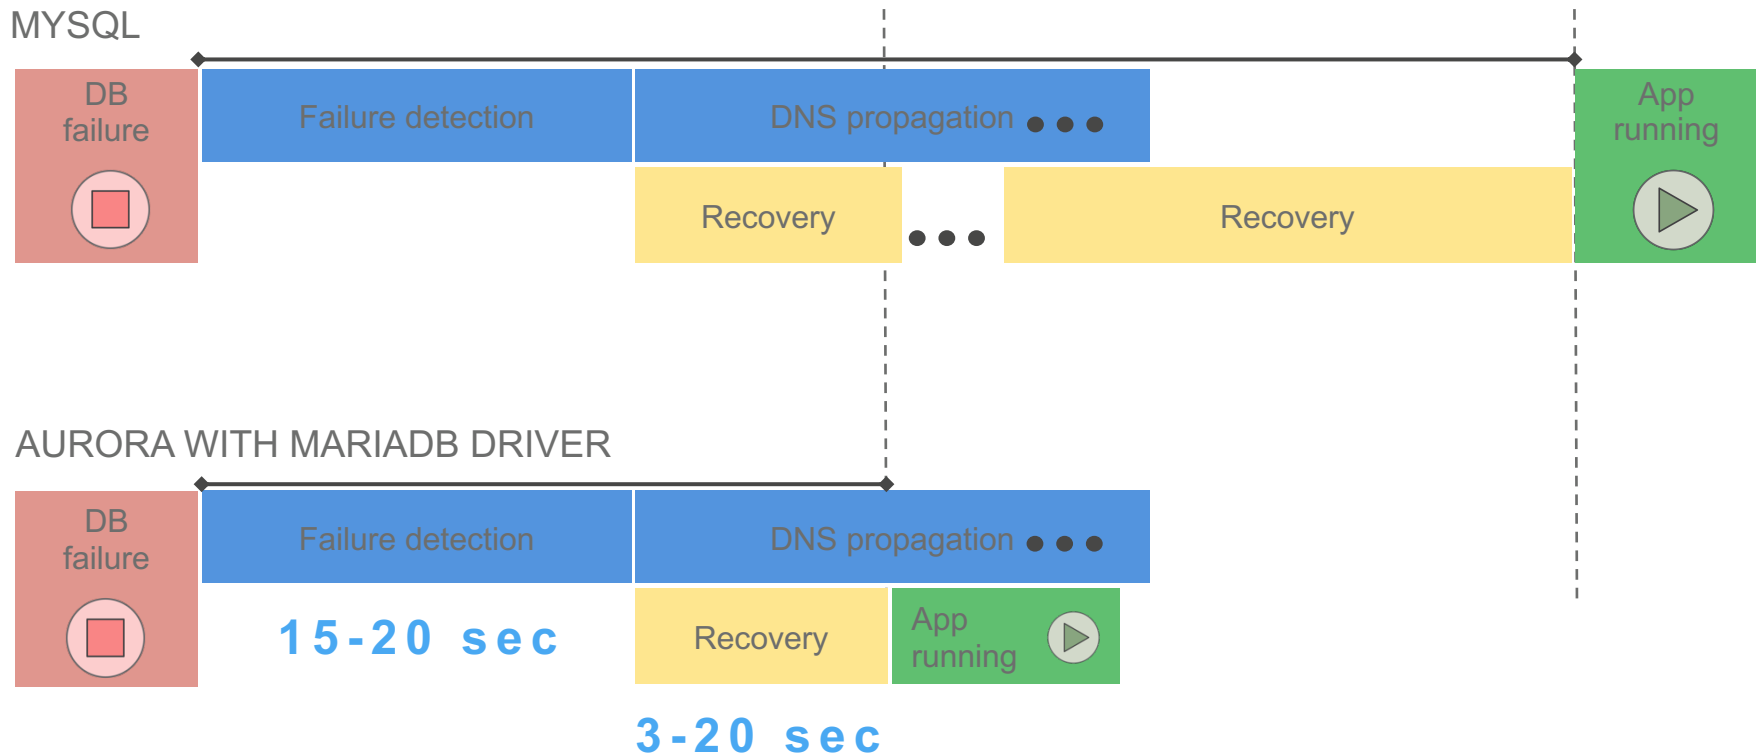 MYSQL
DB
failure
Failure detection
DNS propagation
App
running
Recovery
Recovery
AURORA WITH MARIADB DRIVER
DB
failure
Failure detection
DNS propagation
15-20 sec
Recovery
App
running
3-20 sec